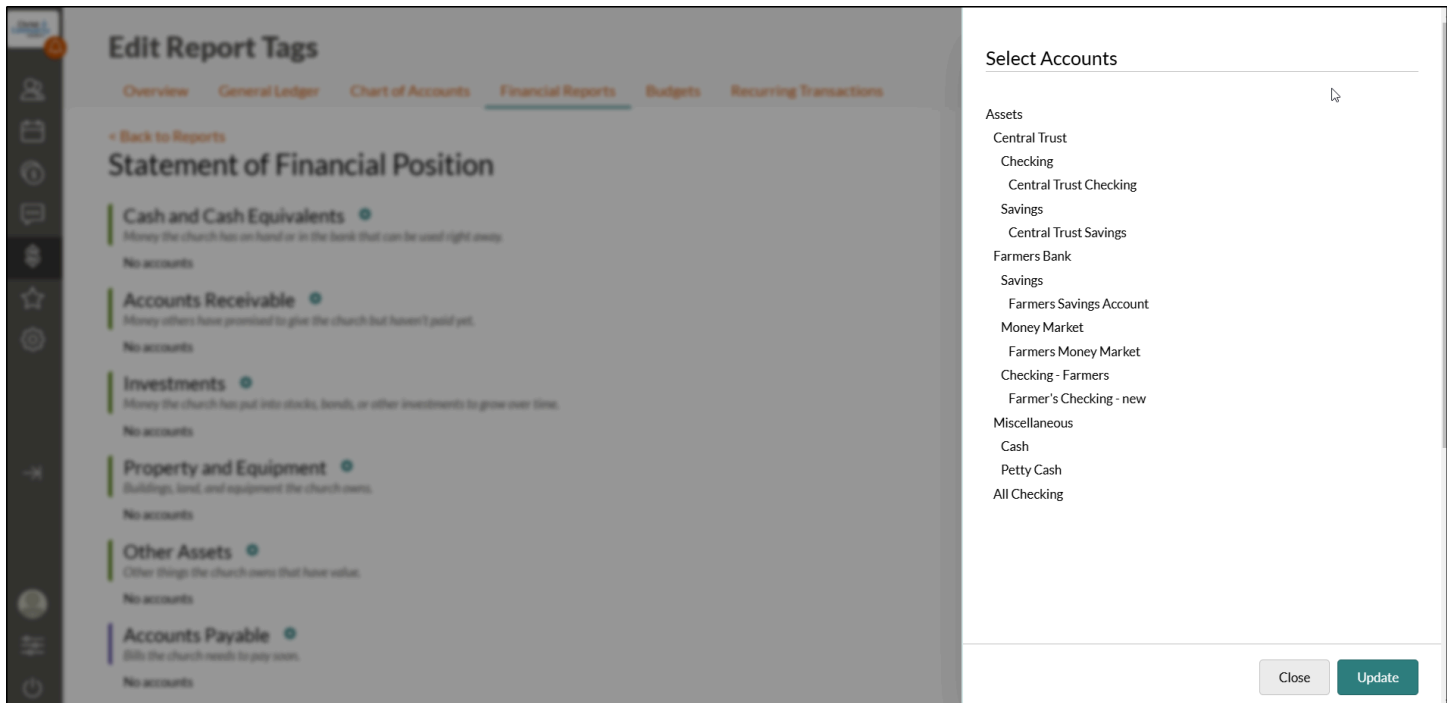 Edit Report Tags
Overview General Ledger Chart of Accounts Financial Reports Budgets Recurring Transactions
< Back to Reports
Statement of Financial Position
Cash and Cash Equivalents
Money the church has on hand or in the bank that can be used right away.
No accounts
Accounts Receivable
Money others have promised to give the church but haven't paid yet.
No accounts
Investments
Money the church has put into stocks, bonds, or other investments to grow over time.
No accounts
Property and Equipment
Buildings, land, and equipment the church owns.
No accounts
Other Assets
Other things the church owns that have value.
No accounts
Accounts Payable
Bills the church needs to pay soon.
No accounts
Select Accounts
Assets
Central Trust
Checking
Central Trust Checking
Savings
Central Trust Savings
Farmers Bank
Savings
Farmers Savings Account
Money Market
Farmers Money Market
Checking - Farmers
Farmer's Checking - new
Miscellaneous
Cash
Petty Cash
All Checking
Close Update